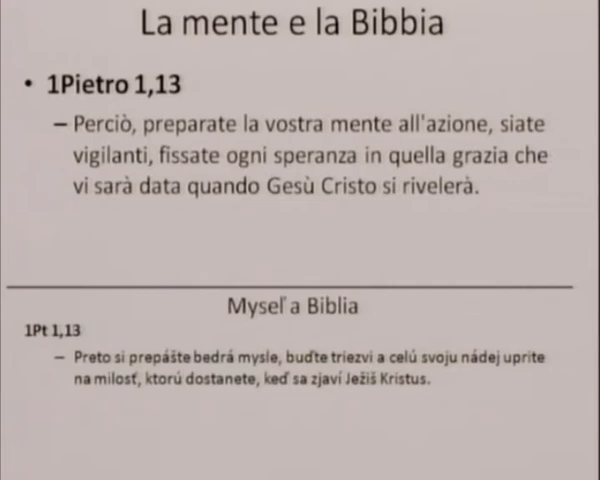 La mente e la Bibbia
• 1Pietro 1,13
– Perciò, preparate la vostra mente all'azione, siate
vigilanti, fissate ogni speranza in quella grazia che
vi sarà data quando Gesù Cristo si rivelerà.
Myseľ a Biblia
1Pt 1,13
– Preto si prepášte bedrá mysle, buďte triezvi a celú svoju nádej uprite
na milosť, ktorú dostanete, keď sa zjaví Ježiš Kristus.